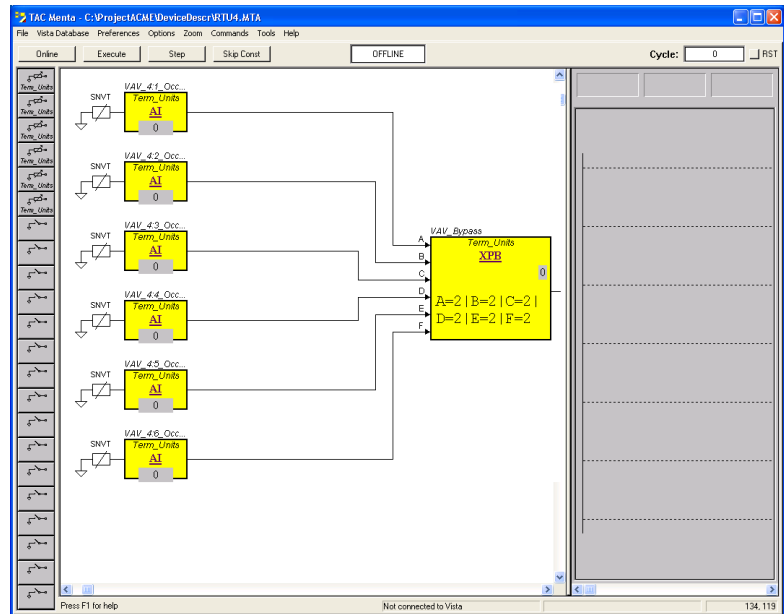 TAC Menta - C:\ProjectACME\DeviceDescr\RTU4.MTA
File Vista Database Preferences Options Zoom Commands Tools Help
Online Execute Step Skip Const OFFLINE Cycle: 0 RST
Term_Units
Term_Units
Term_Units
Term_Units
Term_Units
Term_Units
VAV_4:1_Occ...
SNVT Term_Units
AI
0
VAV_4:2_Occ...
SNVT Term_Units
AI
0
VAV_4:3_Occ...
SNVT Term_Units
AI
0
VAV_4:4_Occ...
SNVT Term_Units
AI
0
VAV_4:5_Occ...
SNVT Term_Units
AI
0
VAV_4:6_Occ...
SNVT Term_Units
AI
0
VAV_Bypass
A Term_Units
B XPB
C 0
D A=2|B=2|C=2|
E D=2|E=2|F=2
F
Press F1 for help Not connected to Vista 134, 119